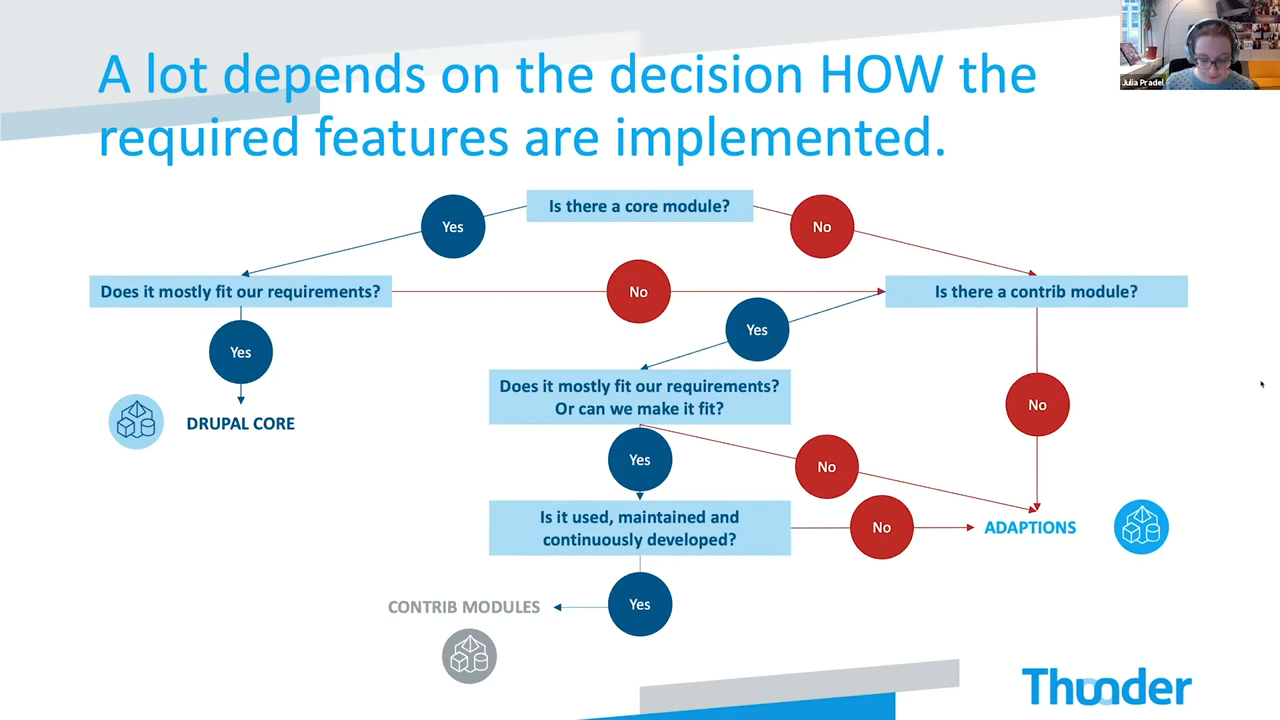 A lot depends on the decision HOW the
required features are implemented.
Julia Pradel
Is there a core module?
Yes
No
Does it mostly fit our requirements?
No
Is there a contrib module?
Yes
Yes
Does it mostly fit our requirements?
Or can we make it fit?
No
DRUPAL CORE
Yes
No
Is it used, maintained and
continuously developed?
No
ADAPTIONS
Yes
CONTRIB MODULES
Thunder